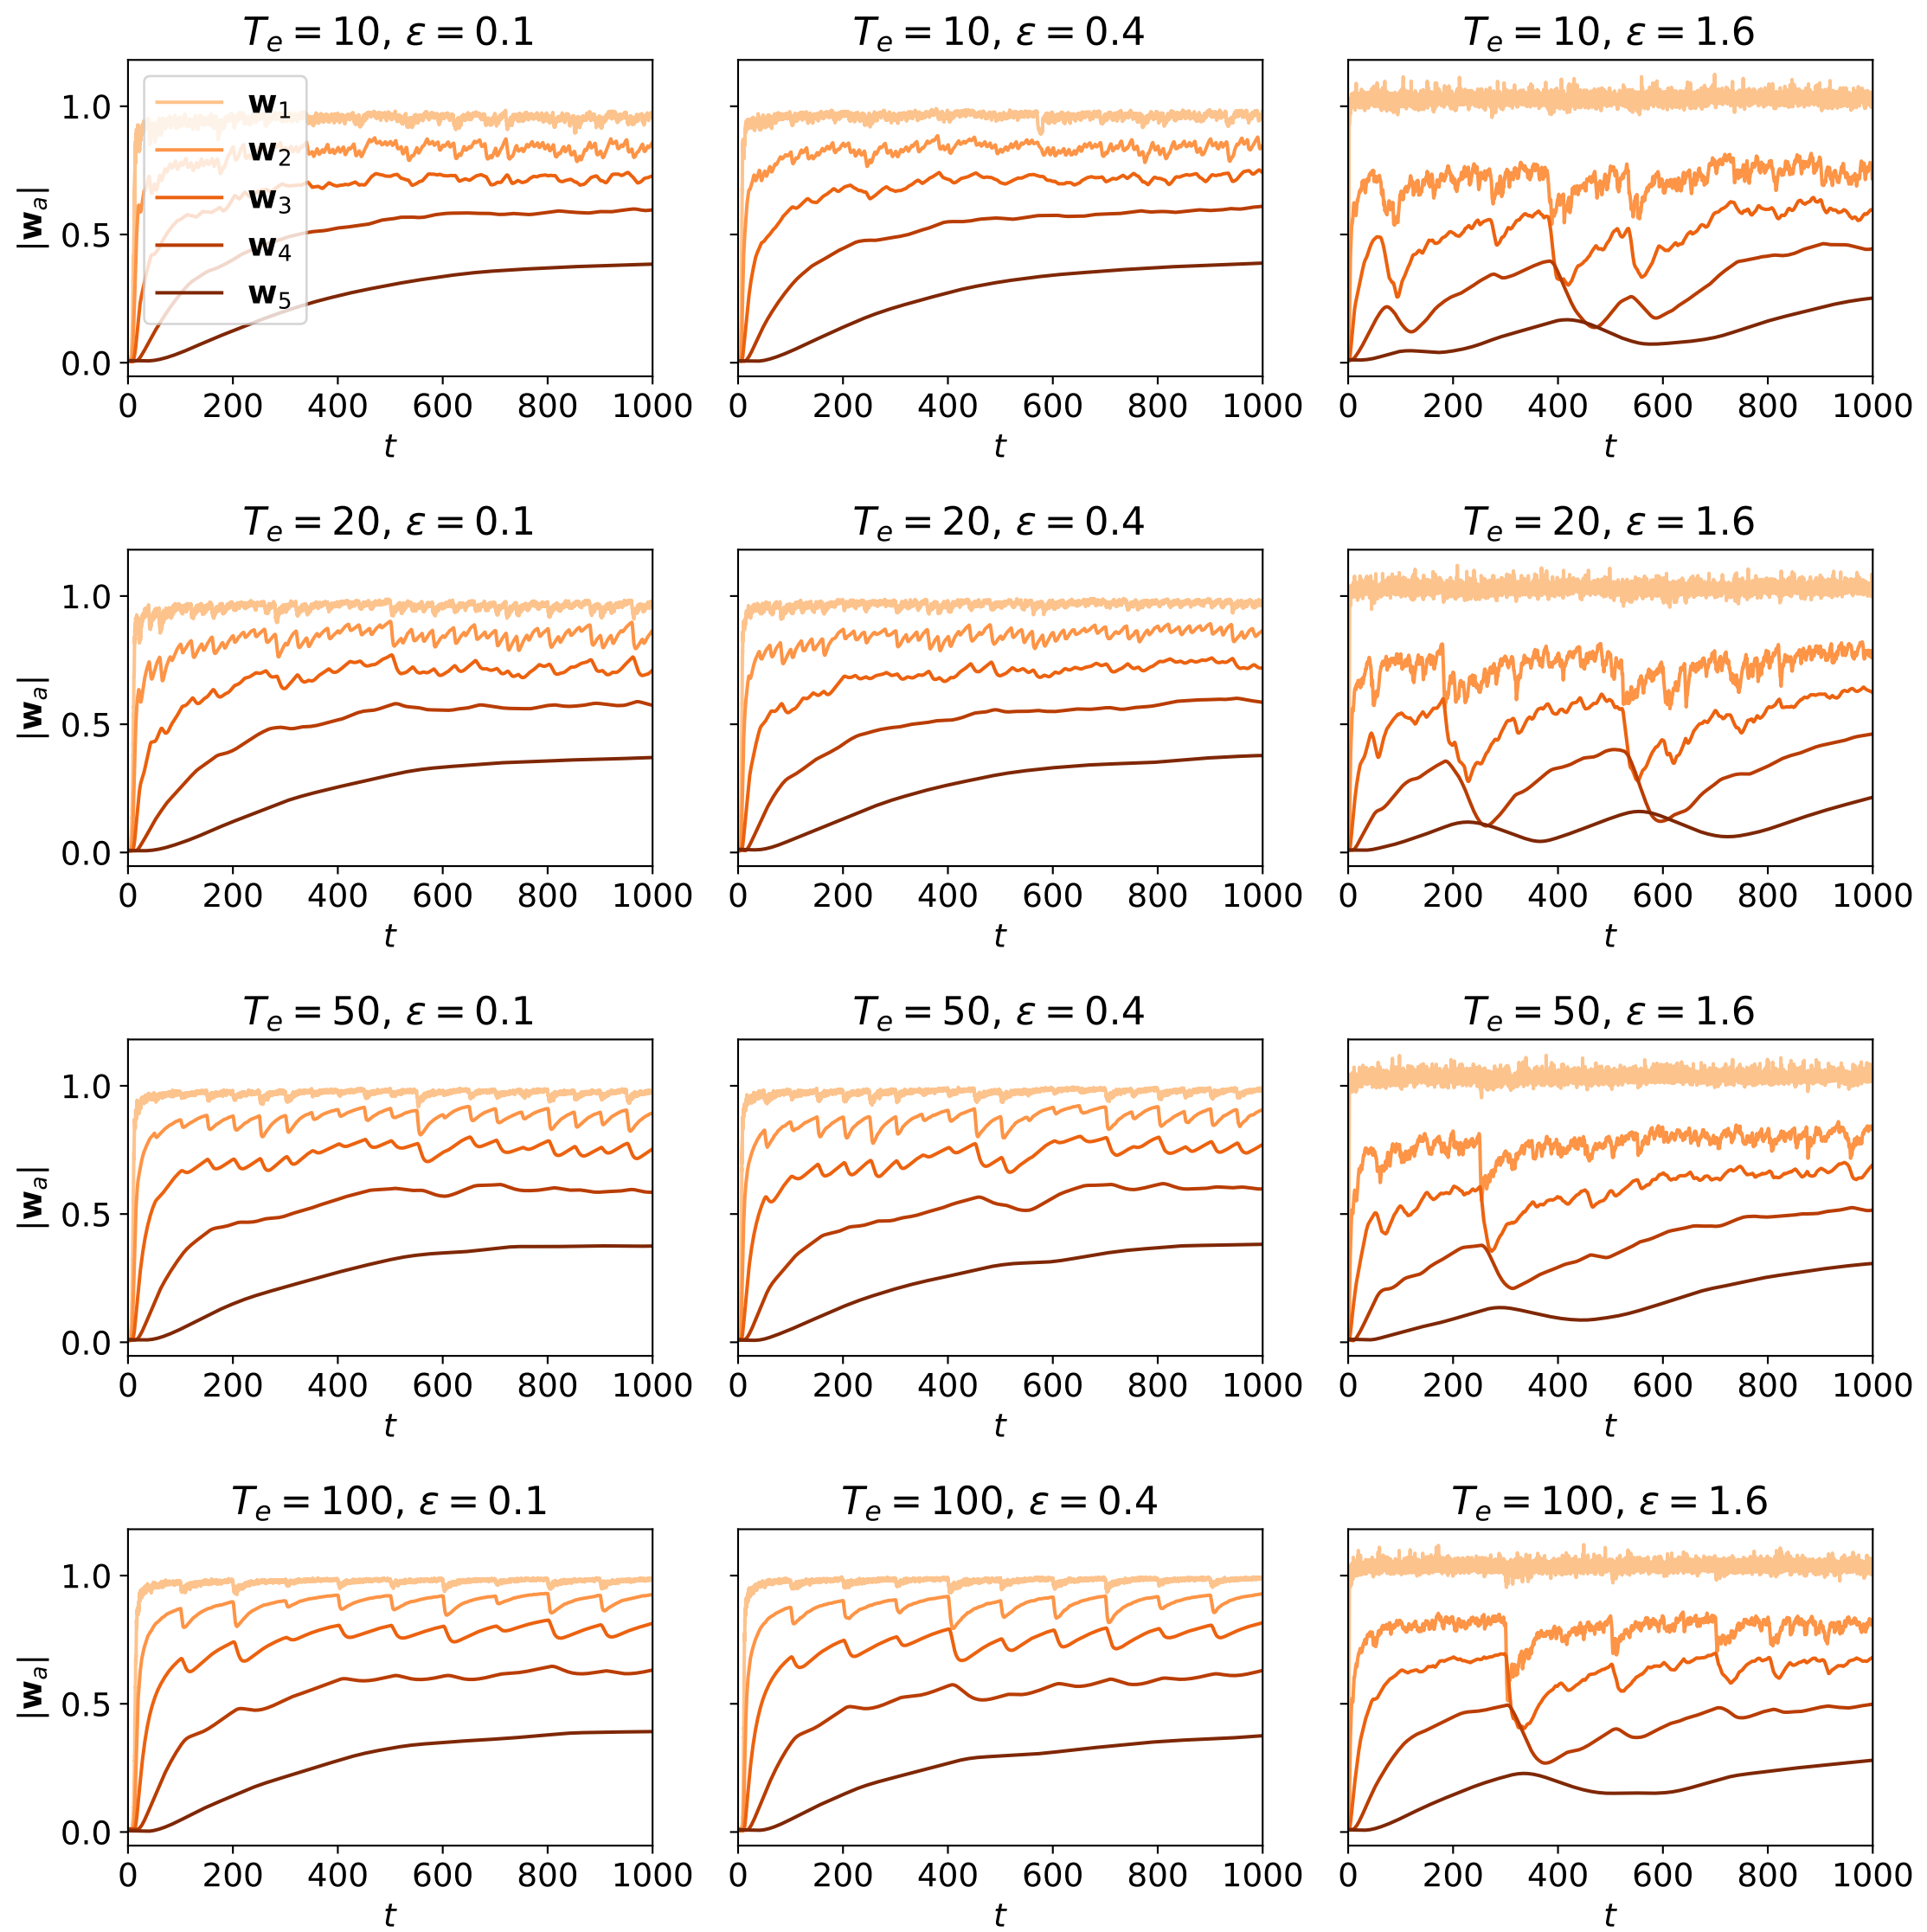 T_e = 10, ε = 0.1
T_e = 10, ε = 0.4
T_e = 10, ε = 1.6
|w_a|
1.0
0.5
0.0
w_1
w_2
w_3
w_4
w_5
0 200 400 600 800 1000
0 200 400 600 800 1000
0 200 400 600 800 1000
t
t
t
T_e = 20, ε = 0.1
T_e = 20, ε = 0.4
T_e = 20, ε = 1.6
|w_a|
1.0
0.5
0.0
0 200 400 600 800 1000
0 200 400 600 800 1000
0 200 400 600 800 1000
t
t
t
T_e = 50, ε = 0.1
T_e = 50, ε = 0.4
T_e = 50, ε = 1.6
|w_a|
1.0
0.5
0.0
0 200 400 600 800 1000
0 200 400 600 800 1000
0 200 400 600 800 1000
t
t
t
T_e = 100, ε = 0.1
T_e = 100, ε = 0.4
T_e = 100, ε = 1.6
|w_a|
1.0
0.5
0.0
0 200 400 600 800 1000
0 200 400 600 800 1000
0 200 400 600 800 1000
t
t
t